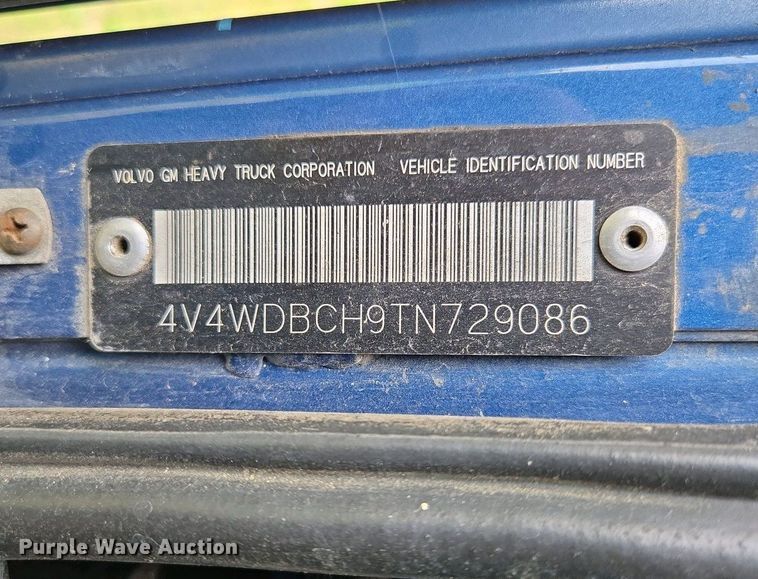 VOLVO GM HEAVY TRUCK CORPORATION VEHICLE IDENTIFICATION NUMBER
4V4WDBCH9TN729086
Purple Wave Auction